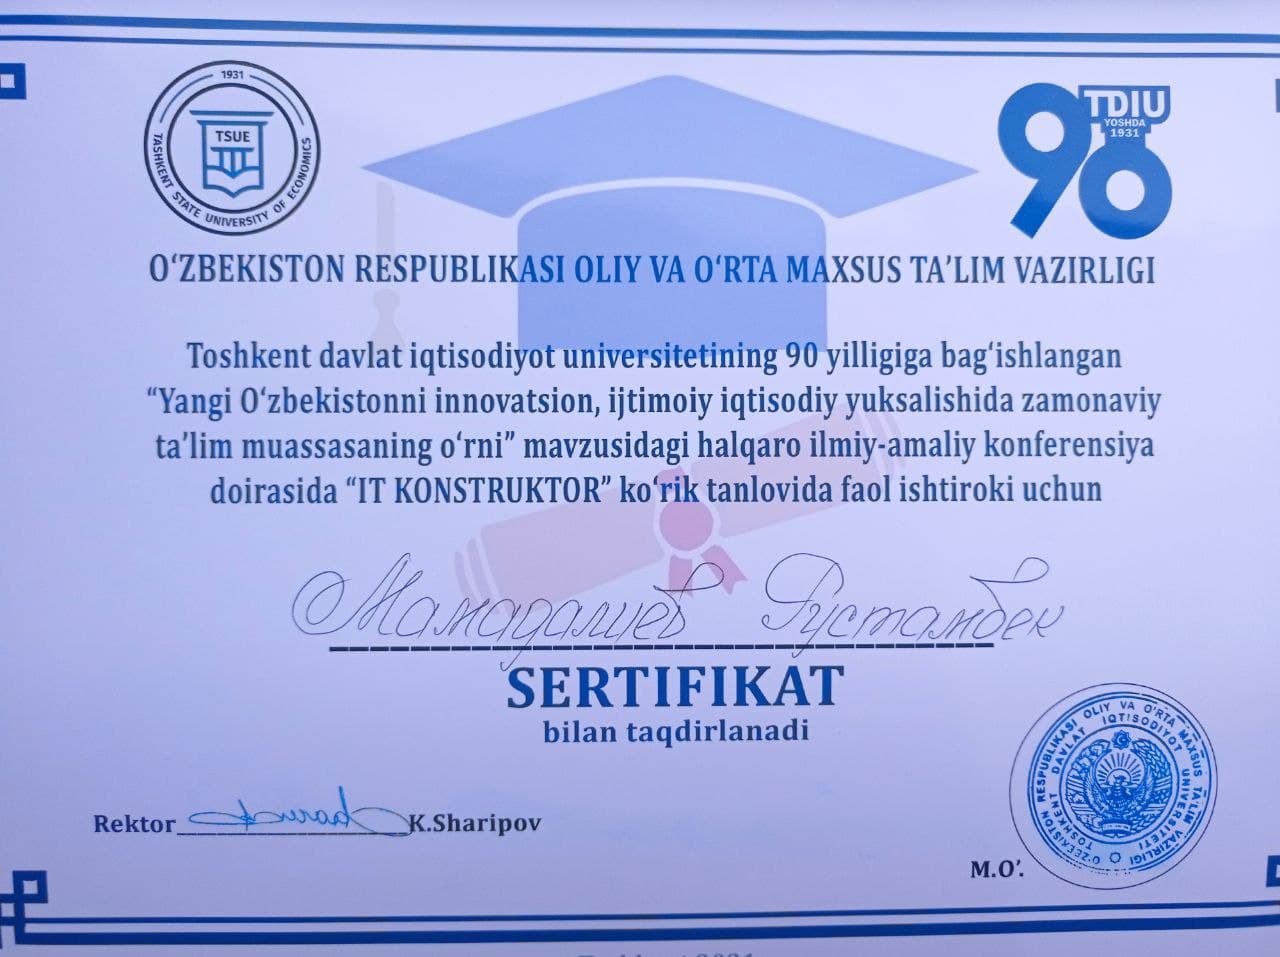 1931
TSUE
TASHKENT STATE UNIVERSITY OF ECONOMICS
90
TDIU
YOSHDA
1931
O‘ZBEKISTON RESPUBLIKASI OLIY VA O‘RTA MAXSUS TA’LIM VAZIRLIGI
Toshkent davlat iqtisodiyot universitetining 90 yilligiga bag‘ishlangan
“Yangi O‘zbekistonni innovatsion, ijtimoiy iqtisodiy yuksalishida zamonaviy
ta’lim muassasaning o‘rni” mavzusidagi halqaro ilmiy-amaliy konferensiya
doirasida “IT KONSTRUKTOR” ko‘rik tanlovida faol ishtiroki uchun
Мамадалиев Рустамбек
SERTIFIKAT
bilan taqdirlanadi
Rektor K.Sharipov
M.O’.
O‘ZBEKISTON RESPUBLIKASI OLIY VA O‘RTA MAXSUS TA’LIM VAZIRLIGI
TOSHKENT DAVLAT IQTISODIYOT UNIVERSITETI